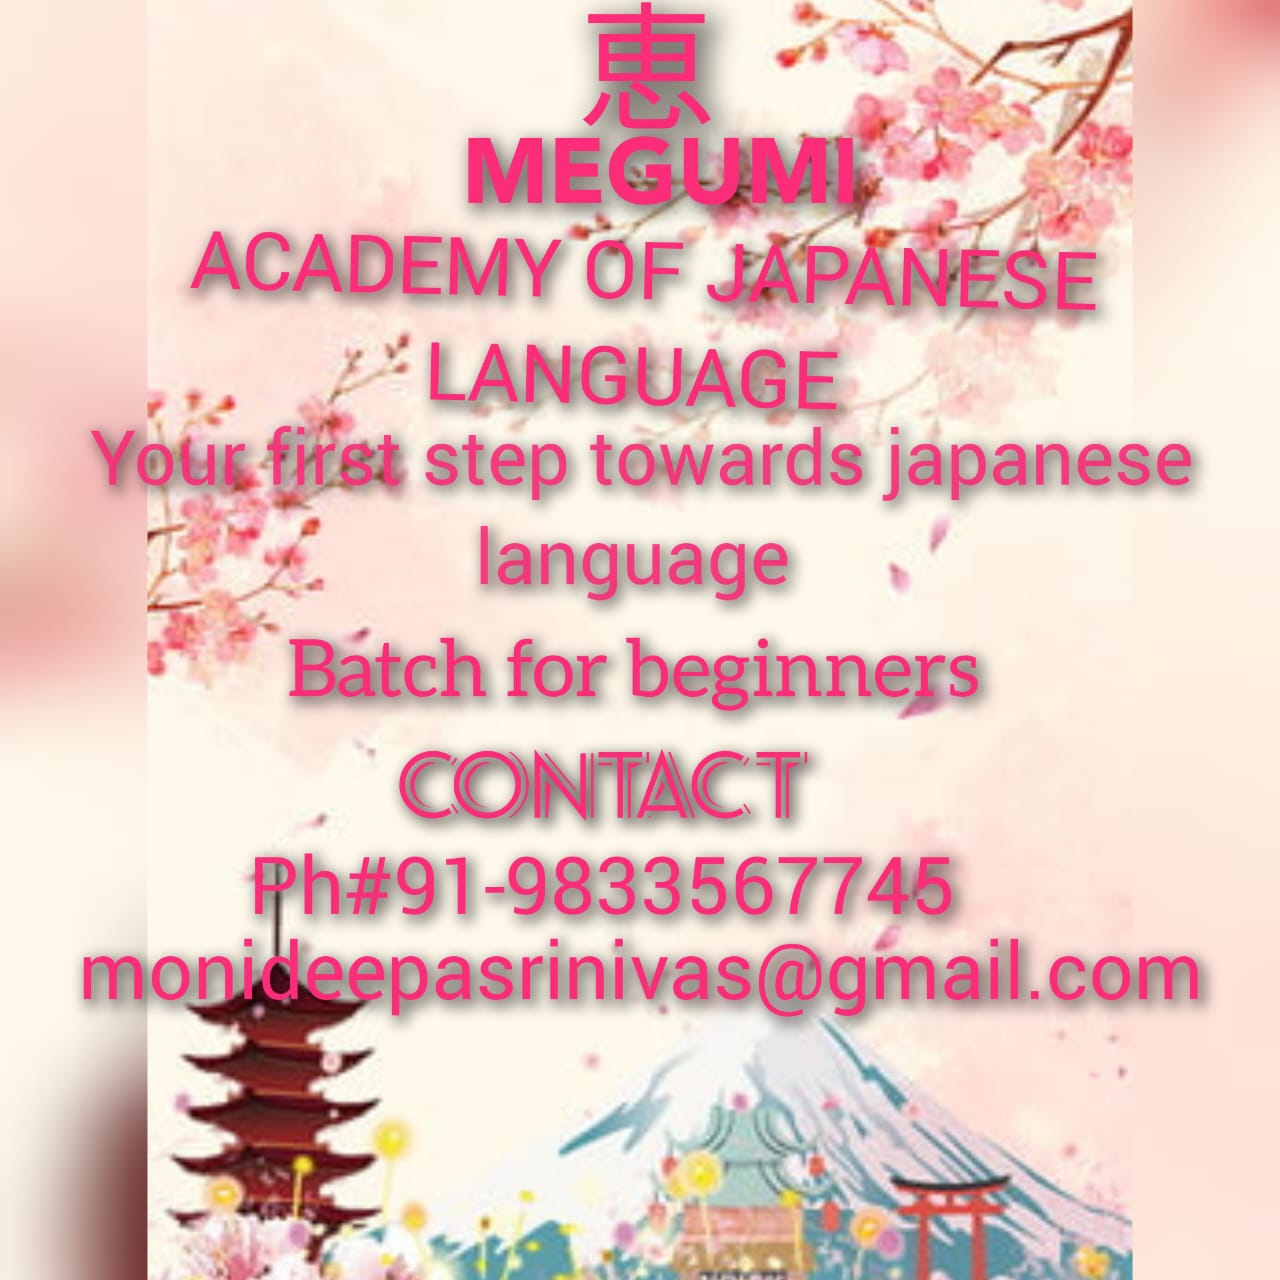 恵
MEGUMI
ACADEMY OF JAPANESE
LANGUAGE
Your first step towards japanese
language
Batch for beginners
CONTACT
Ph#91-9833567745
monideepasrinivas@gmail.com